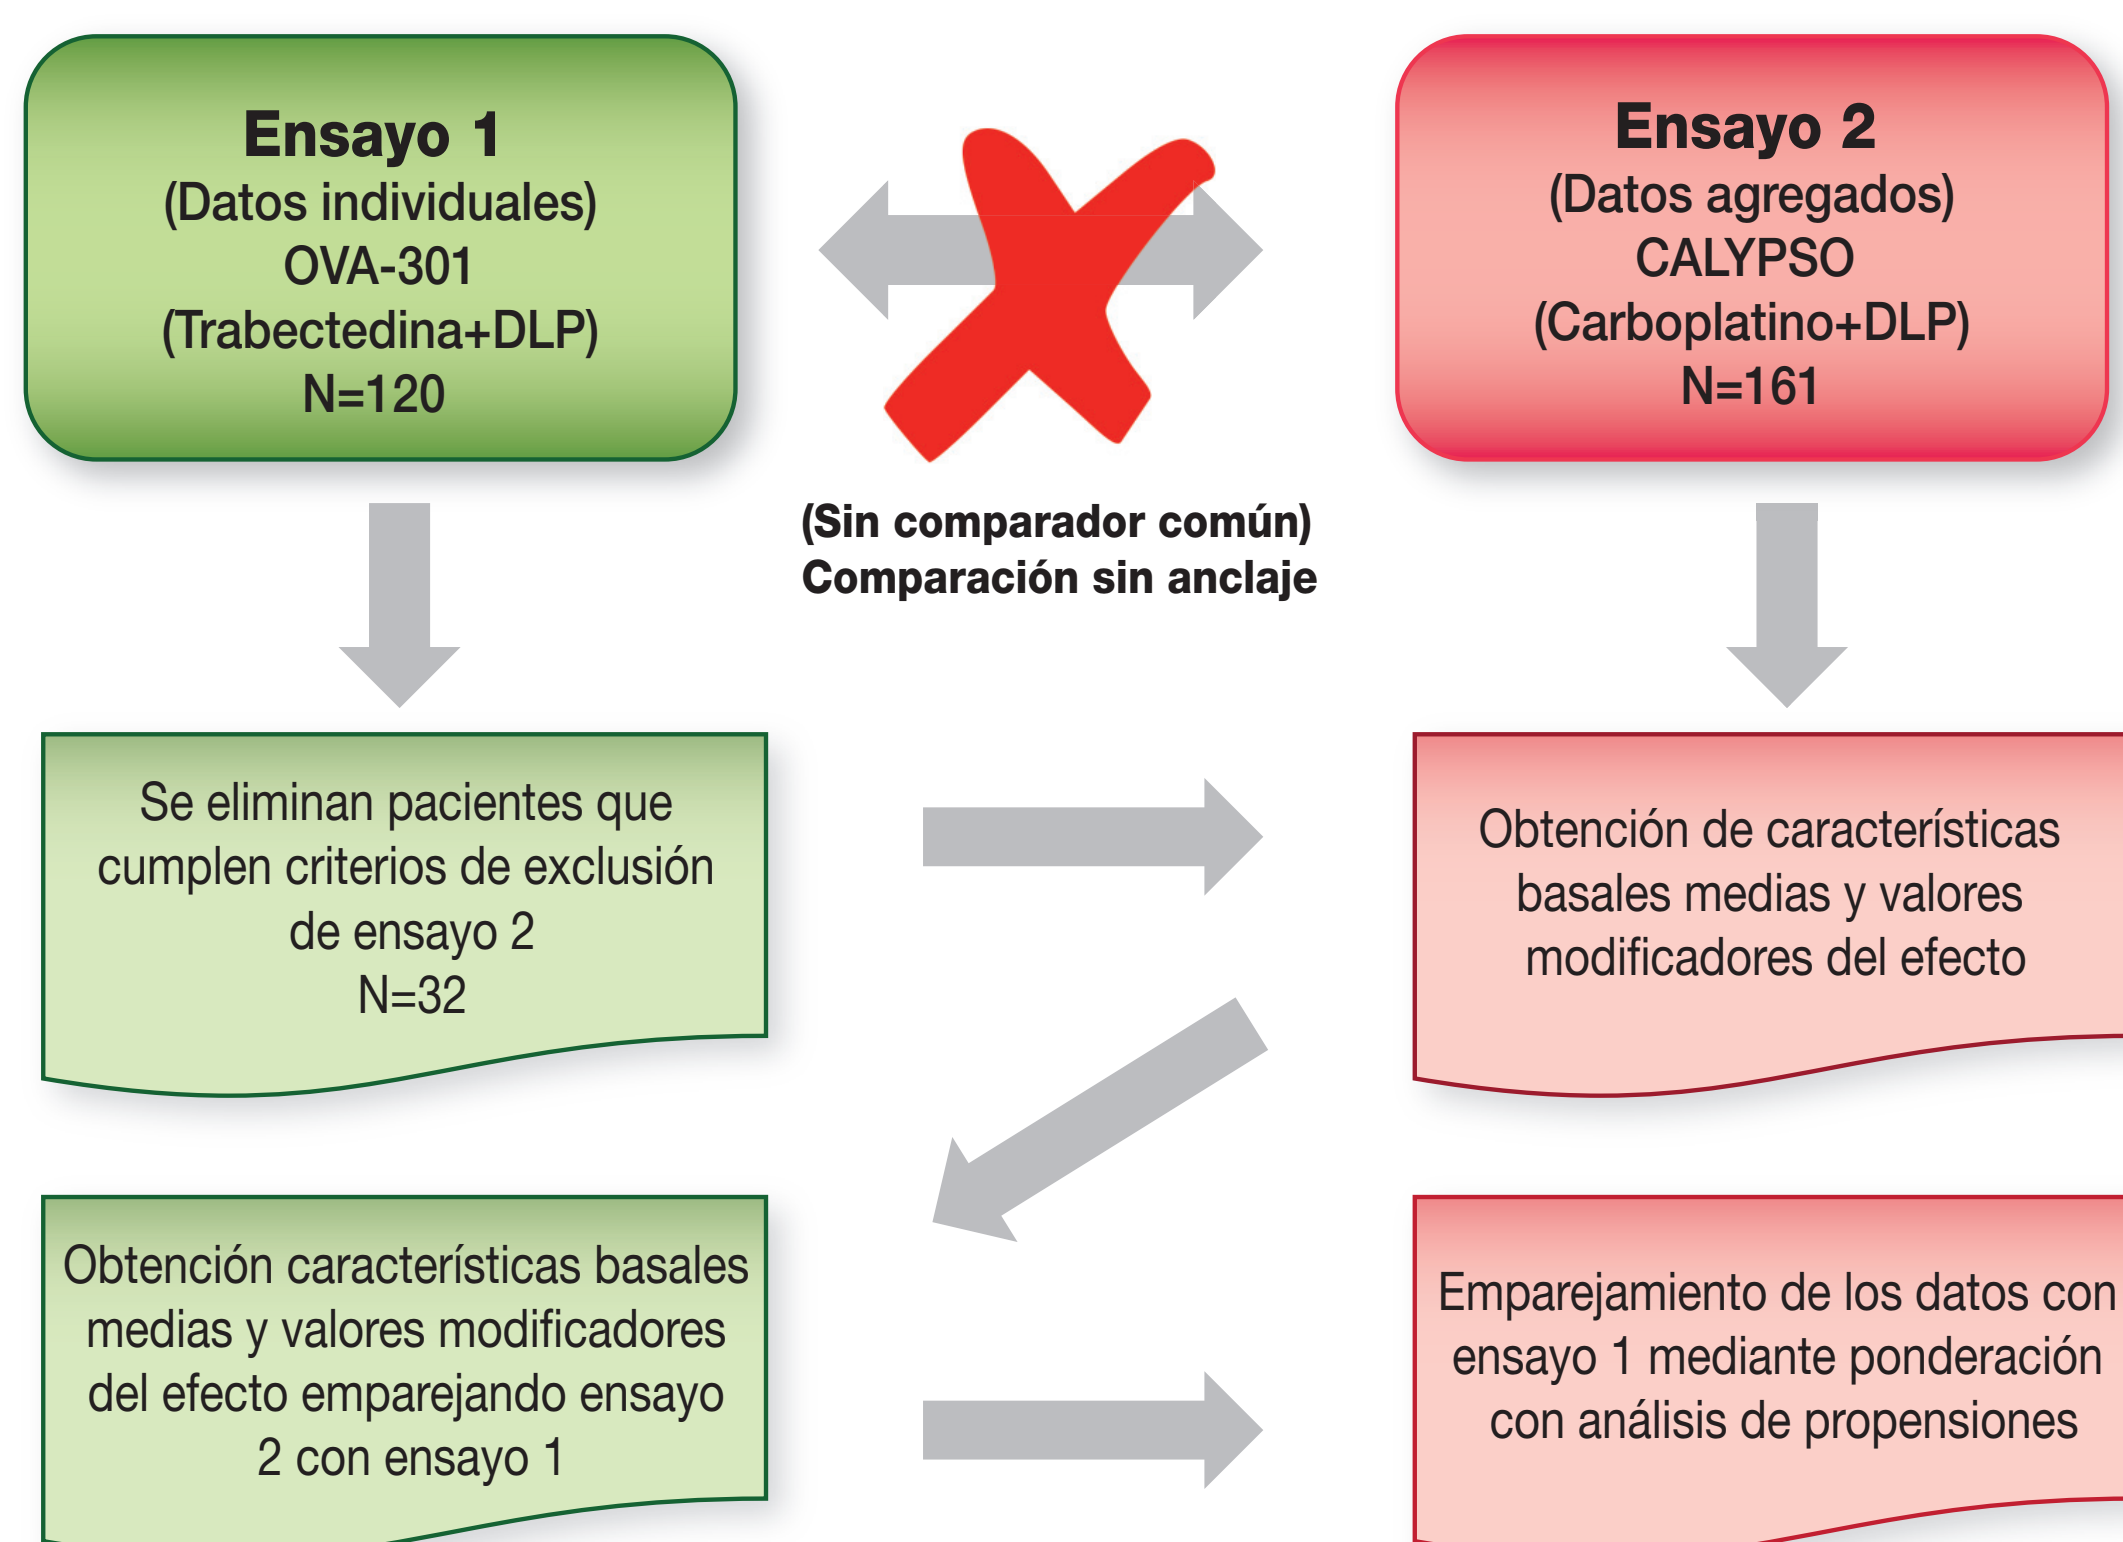 Ensayo 1
(Datos individuales)
OVA-301
(Trabectedina+DLP)
N=120
(Sin comparador común)
Comparación sin anclaje
Ensayo 2
(Datos agregados)
CALYPSO
(Carboplatino+DLP)
N=161
Se eliminan pacientes que
cumplen criterios de exclusión
de ensayo 2
N=32
Obtención de características
basales medias y valores
modificadores del efecto
Obtención características basales
medias y valores modificadores
del efecto emparejando ensayo
2 con ensayo 1
Emparejamiento de los datos con
ensayo 1 mediante ponderación
con análisis de propensiones